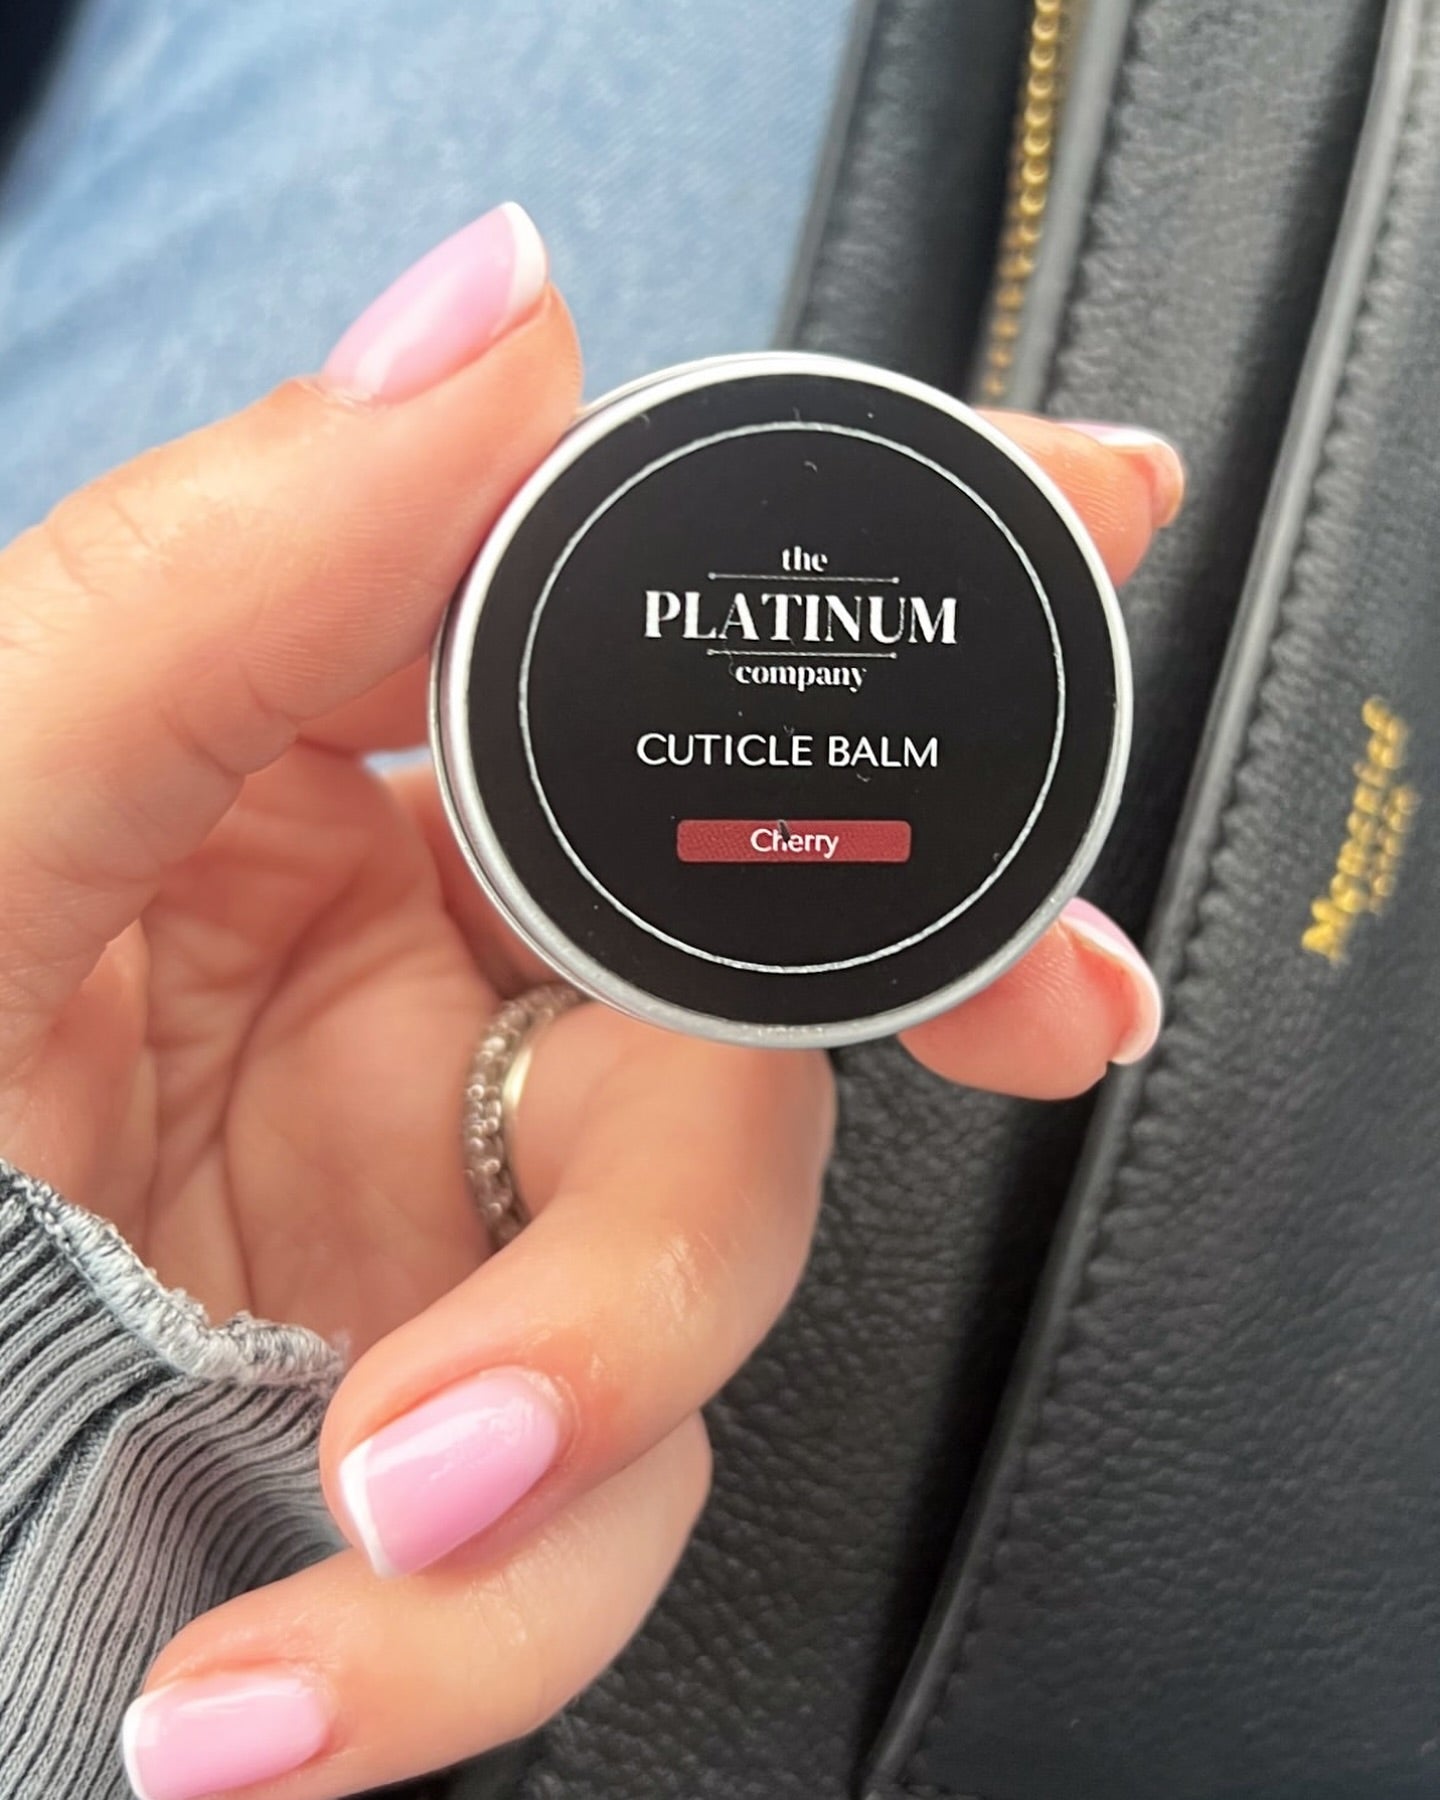 the
PLATINUM
company
CUTICLE BALM
Cherry